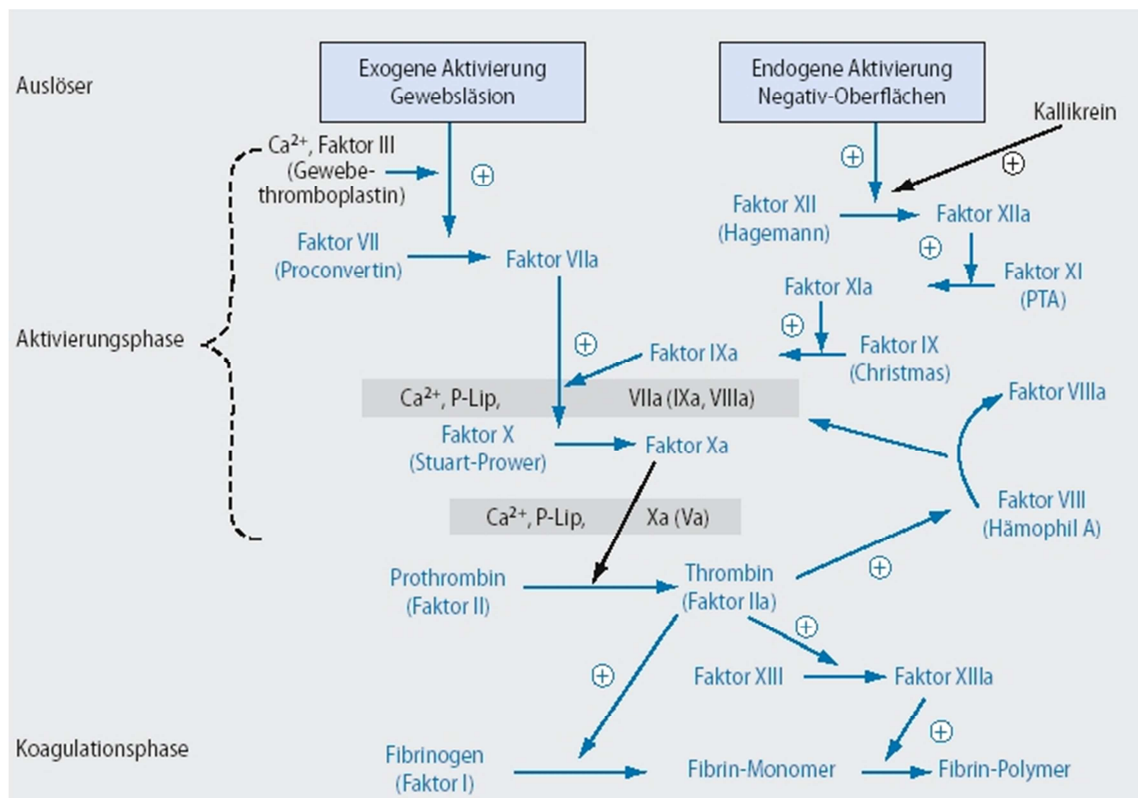 Auslöser
Exogene Aktivierung
Gewebsläsion
Endogene Aktivierung
Negativ-Oberflächen
Kallikrein
Ca²⁺, Faktor III
(Gewebe-
thromboplastin)
+
+
+
Faktor XII
(Hagemann)
Faktor XIIa
Faktor VII
(Proconvertin)
Faktor VIIa
+
Faktor XI
(PTA)
Faktor XIa
Aktivierungsphase
+
+
Faktor IXa
Faktor IX
(Christmas)
Ca²⁺, P-Lip,
VIIa (IXa, VIIIa)
Faktor VIIIa
Faktor X
(Stuart-Prower)
Faktor Xa
Faktor VIII
(Hämophil A)
Ca²⁺, P-Lip,
Xa (Va)
+
Prothrombin
(Faktor II)
Thrombin
(Faktor IIa)
+
+
Faktor XIII
Faktor XIIIa
+
Koagulationsphase
Fibrinogen
(Faktor I)
Fibrin-Monomer
Fibrin-Polymer